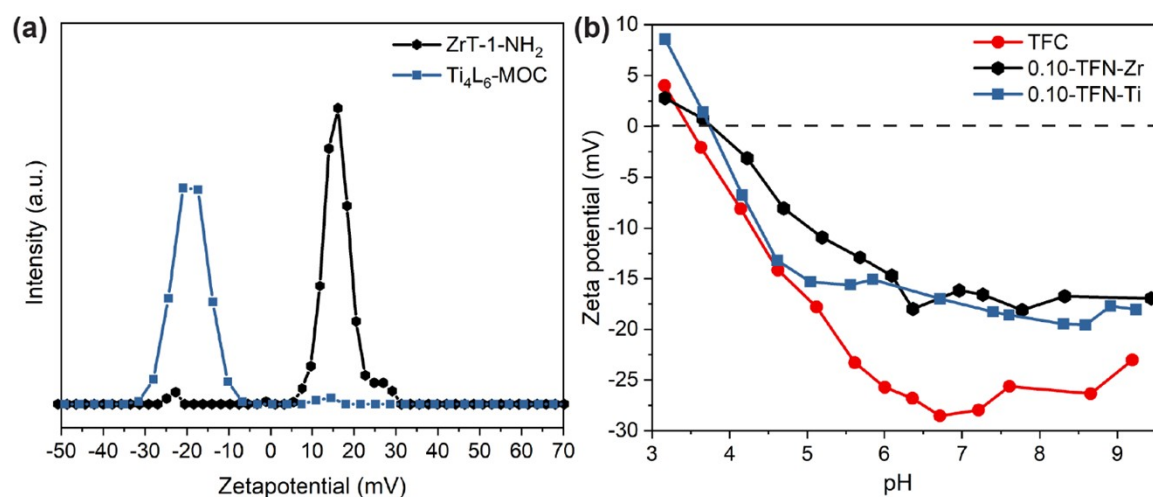 (a)
ZrT-1-NH₂
Ti₄L₆-MOC
Intensity (a.u.)
-50 -40 -30 -20 -10 0 10 20 30 40 50 60 70
Zetapotential (mV)
(b)
TFC
0.10-TFN-Zr
0.10-TFN-Ti
Zeta potential (mV)
10
5
0
-5
-10
-15
-20
-25
-30
3 4 5 6 7 8 9
pH